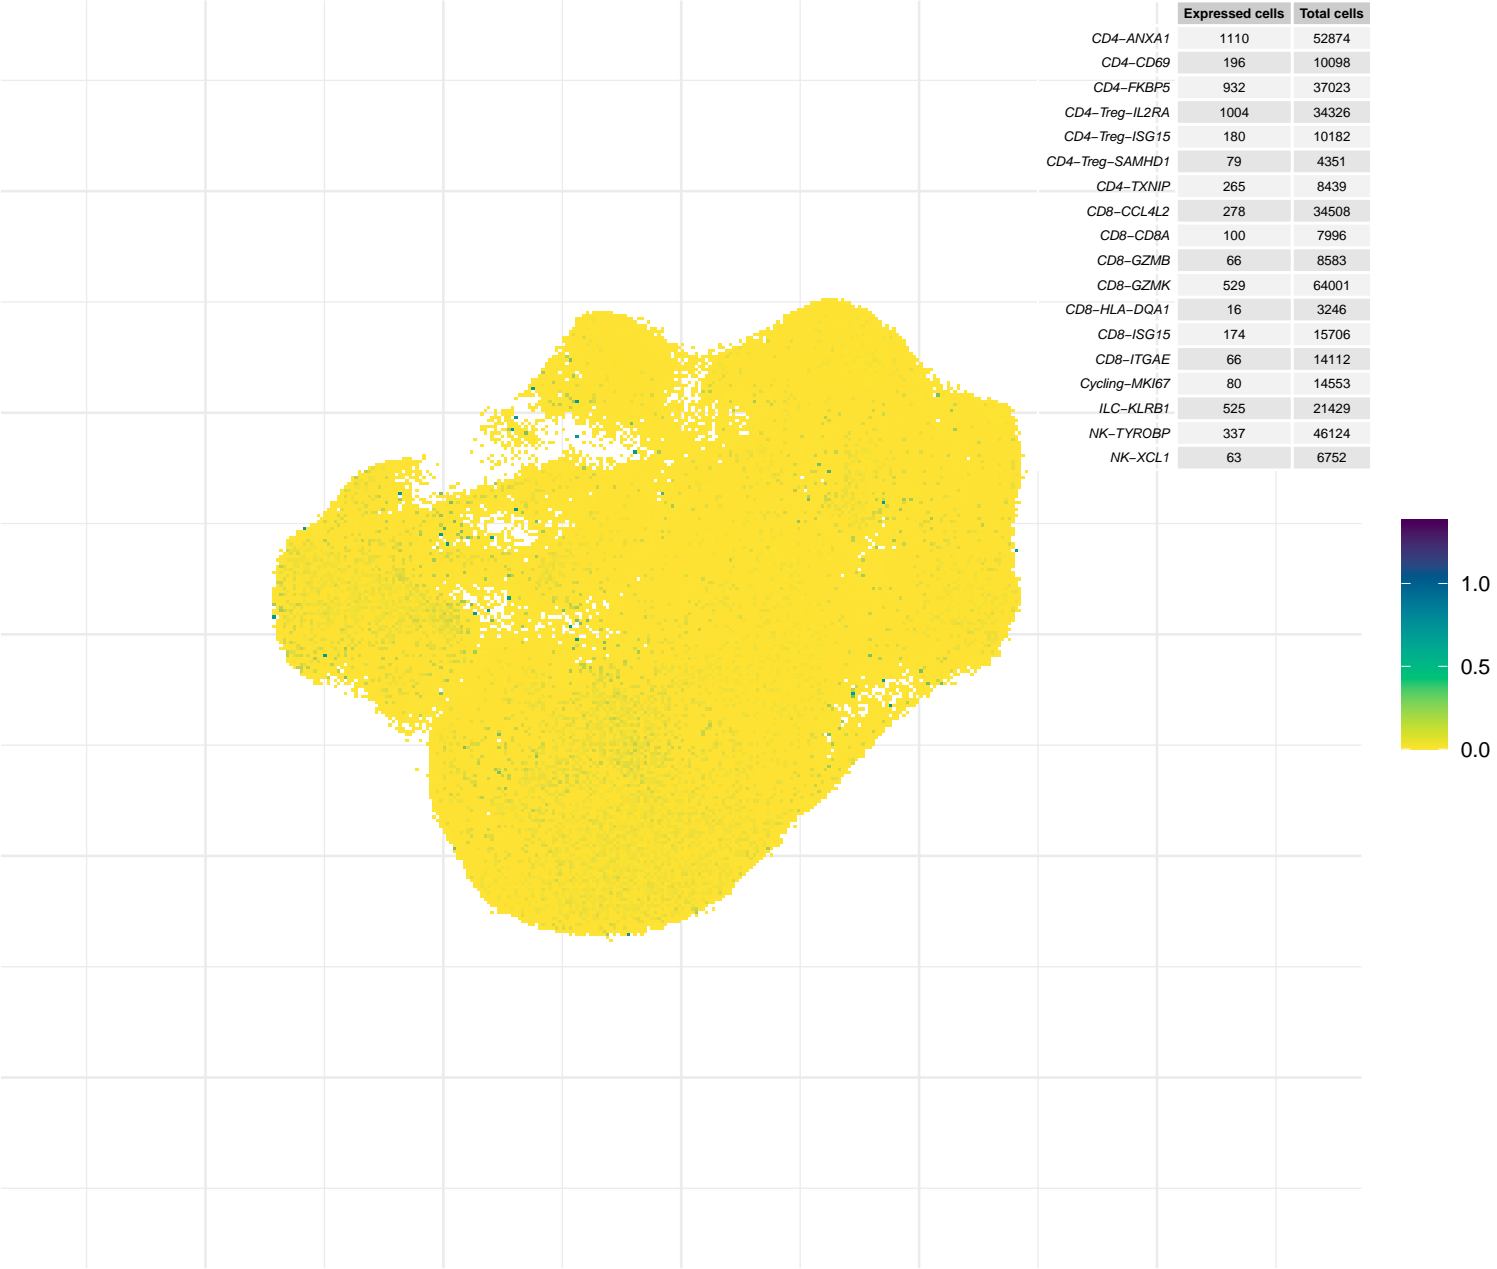 Expressed cells Total cells
CD4−ANXA1 1110 52874
CD4−CD69 196 10098
CD4−FKBP5 932 37023
CD4−Treg−IL2RA 1004 34326
CD4−Treg−ISG15 180 10182
CD4−Treg−SAMHD1 79 4351
CD4−TXNIP 265 8439
CD8−CCL4L2 278 34508
CD8−CD8A 100 7996
CD8−GZMB 66 8583
CD8−GZMK 529 64001
CD8−HLA−DQA1 16 3246
CD8−ISG15 174 15706
CD8−ITGAE 66 14112
Cycling−MKI67 80 14553
ILC−KLRB1 525 21429
NK−TYROBP 337 46124
NK−XCL1 63 6752
1.0
0.5
0.0